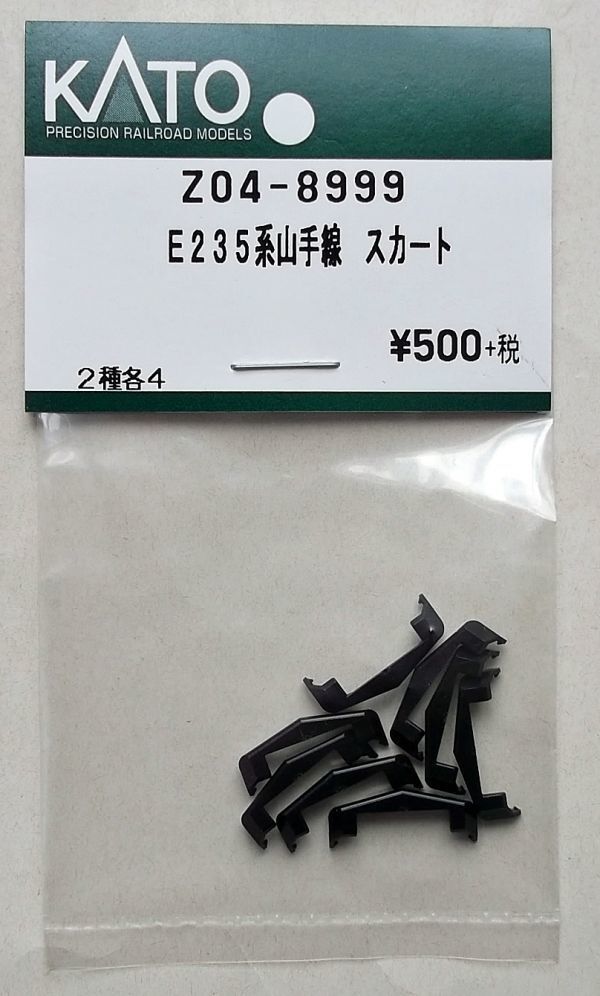 KATO
PRECISION RAILROAD MODELS
Z04-8999
E235系山手線 スカート
¥500+税
2種各4